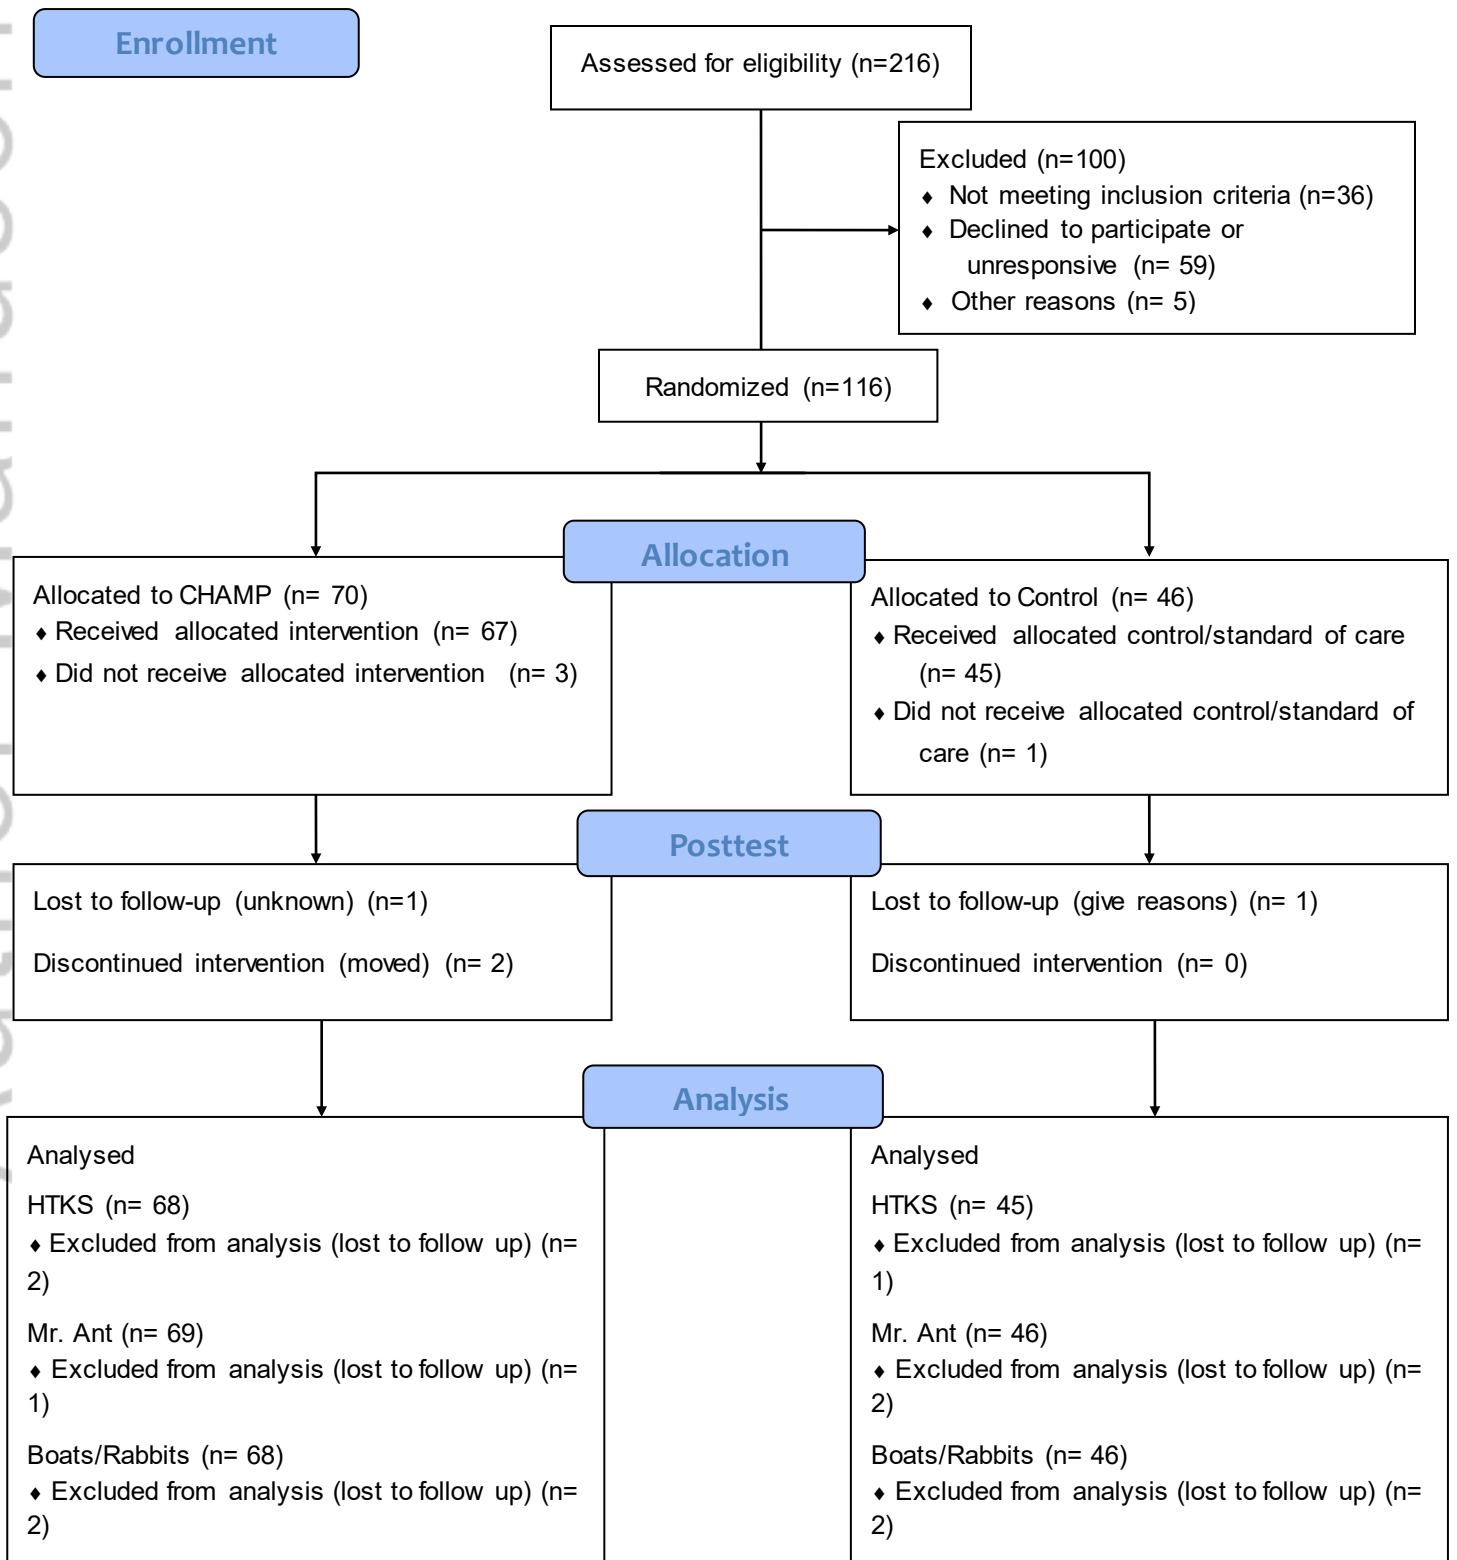 Enrollment
Assessed for eligibility (n=216)
Excluded (n=100)
♦ Not meeting inclusion criteria (n=36)
♦ Declined to participate or
unresponsive (n= 59)
♦ Other reasons (n= 5)
Randomized (n=116)
Allocation
Allocated to CHAMP (n= 70)
♦ Received allocated intervention (n= 67)
♦ Did not receive allocated intervention (n= 3)
Allocated to Control (n= 46)
♦ Received allocated control/standard of care
(n= 45)
♦ Did not receive allocated control/standard of
care (n= 1)
Posttest
Lost to follow-up (unknown) (n=1)
Discontinued intervention (moved) (n= 2)
Lost to follow-up (give reasons) (n= 1)
Discontinued intervention (n= 0)
Analysis
Analysed
HTKS (n= 68)
♦ Excluded from analysis (lost to follow up) (n=
2)
Mr. Ant (n= 69)
♦ Excluded from analysis (lost to follow up) (n=
1)
Boats/Rabbits (n= 68)
♦ Excluded from analysis (lost to follow up) (n=
2)
Analysed
HTKS (n= 45)
♦ Excluded from analysis (lost to follow up) (n=
1)
Mr. Ant (n= 46)
♦ Excluded from analysis (lost to follow up) (n=
2)
Boats/Rabbits (n= 46)
♦ Excluded from analysis (lost to follow up) (n=
2)